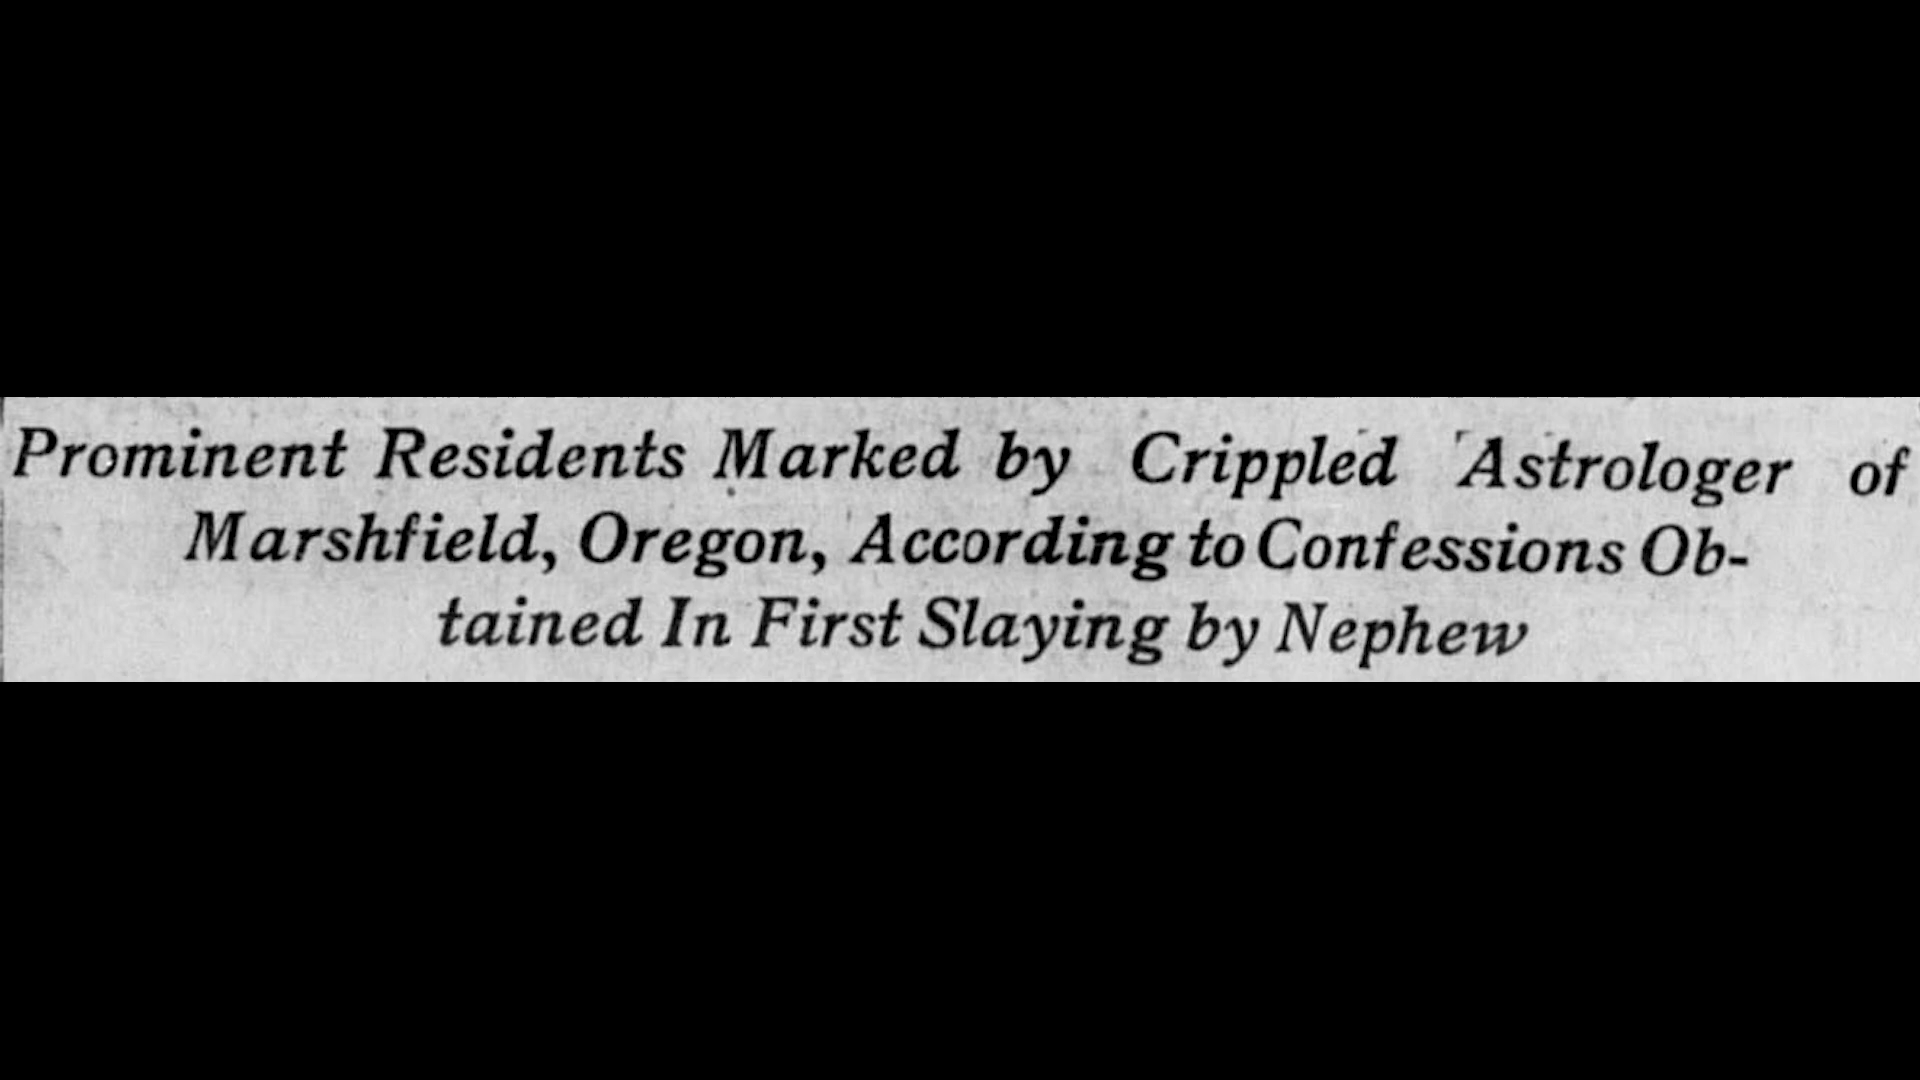 Prominent Residents Marked by Crippled Astrologer of
Marshfield, Oregon, According to Confessions Ob-
tained In First Slaying by Nephew